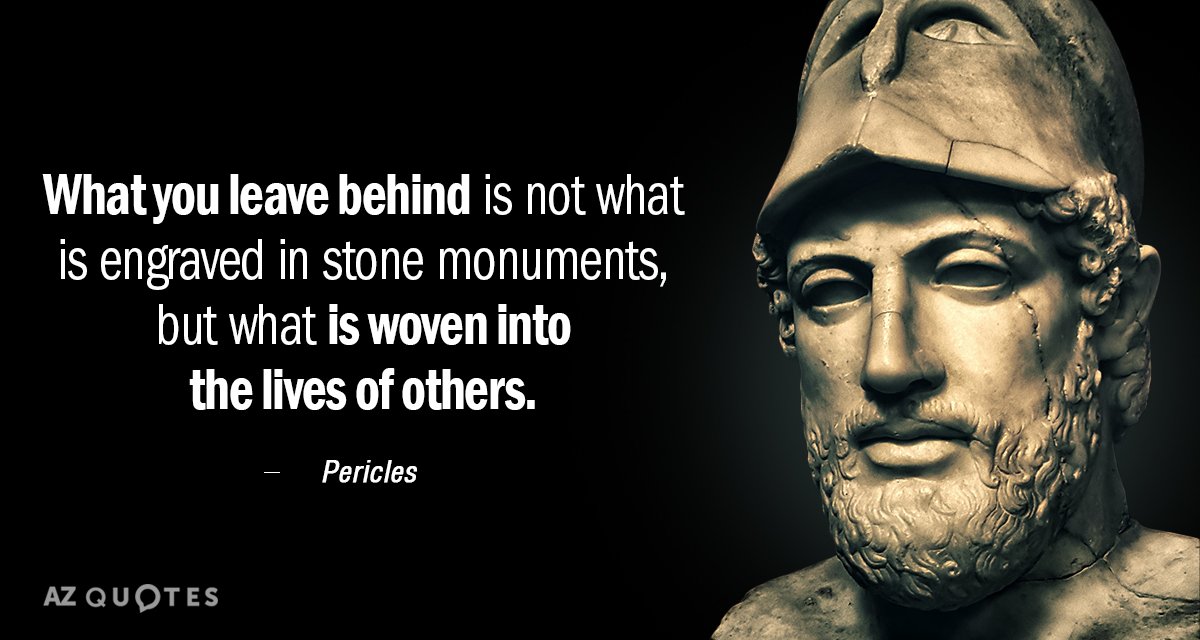 What you leave behind is not what
is engraved in stone monuments,
but what is woven into
the lives of others.
– Pericles
AZ QUOTES